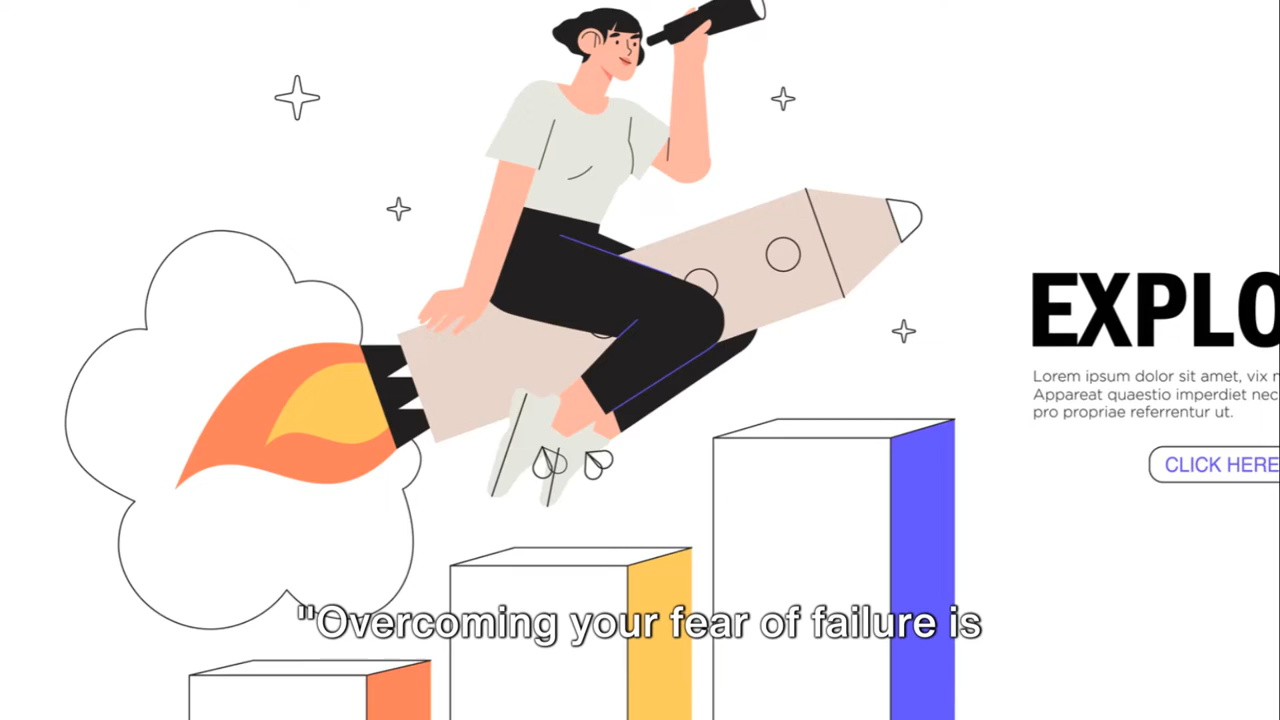 EXPLO
Lorem ipsum dolor sit amet, vix
Appareat quaestio imperdiet nec
pro propriae referrentur ut.
CLICK HERE
"Overcoming your fear of failure is